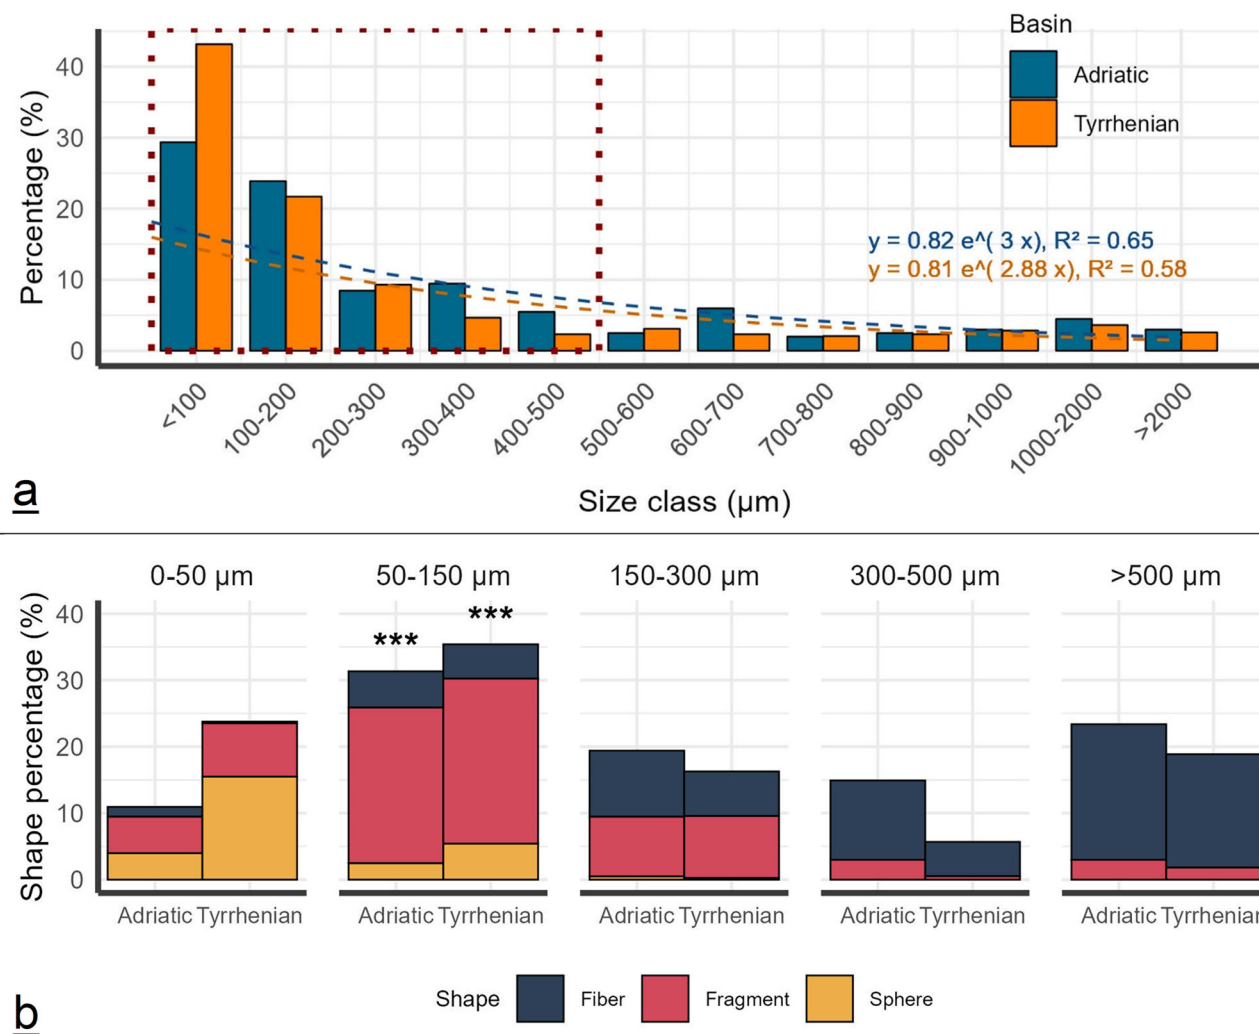 Basin
Adriatic
Tyrrhenian
Percentage (%)
40
30
20
10
0
y = 0.82 e^( 3 x), R² = 0.65
y = 0.81 e^( 2.88 x), R² = 0.58
<100
100-200
200-300
300-400
400-500
500-600
600-700
700-800
800-900
900-1000
1000-2000
>2000
Size class (µm)
a
0-50 µm
50-150 µm
150-300 µm
300-500 µm
>500 µm
Shape percentage (%)
40
30
20
10
0
***
***
Adriatic Tyrrhenian
Adriatic Tyrrhenian
Adriatic Tyrrhenian
Adriatic Tyrrhenian
Adriatic Tyrrhenian
Shape
Fiber
Fragment
Sphere
b